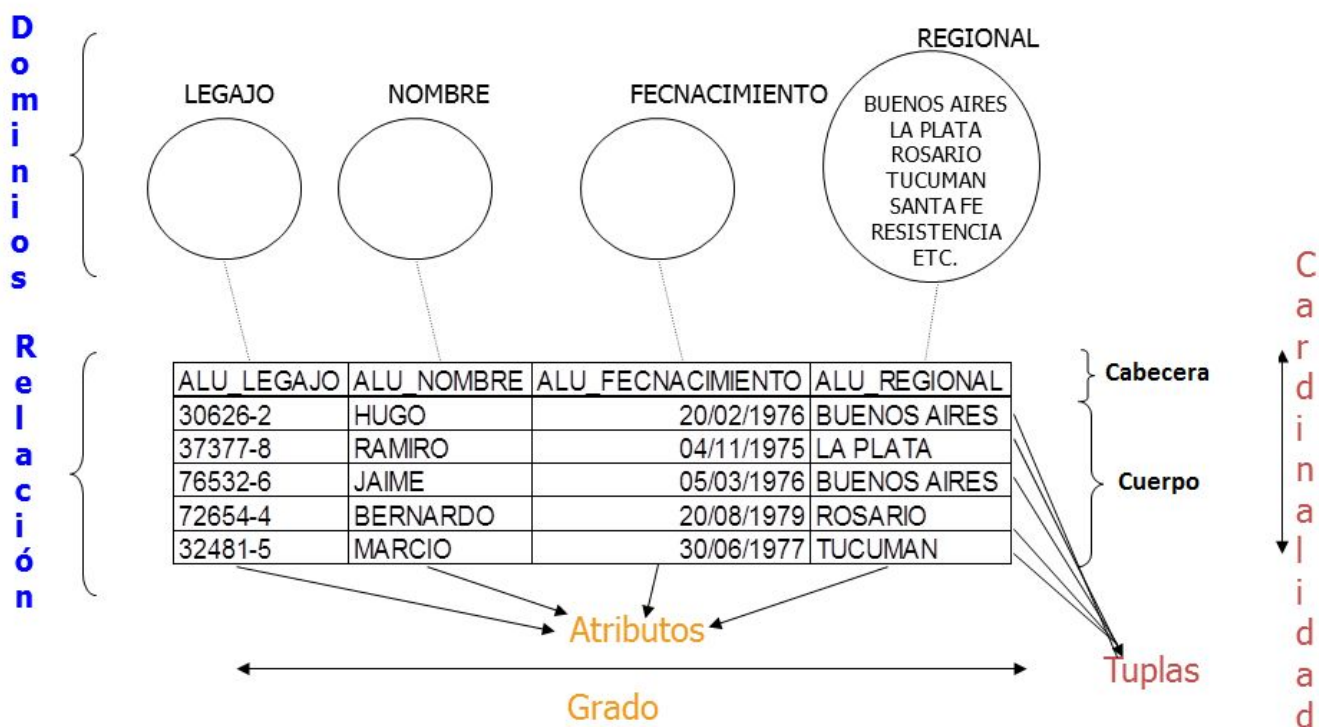 Dominios
REGIONAL
LEGAJO NOMBRE FECNACIMIENTO
BUENOS AIRES
LA PLATA
ROSARIO
TUCUMAN
SANTA FE
RESISTENCIA
ETC.
Relación
ALU_LEGAJO ALU_NOMBRE ALU_FECNACIMIENTO ALU_REGIONAL
30626-2 HUGO 20/02/1976 BUENOS AIRES
37377-8 RAMIRO 04/11/1975 LA PLATA
76532-6 JAIME 05/03/1976 BUENOS AIRES
72654-4 BERNARDO 20/08/1979 ROSARIO
32481-5 MARCIO 30/06/1977 TUCUMAN
Cabecera
Cuerpo
Cardinalidad
Atributos
Tuplas
Grado